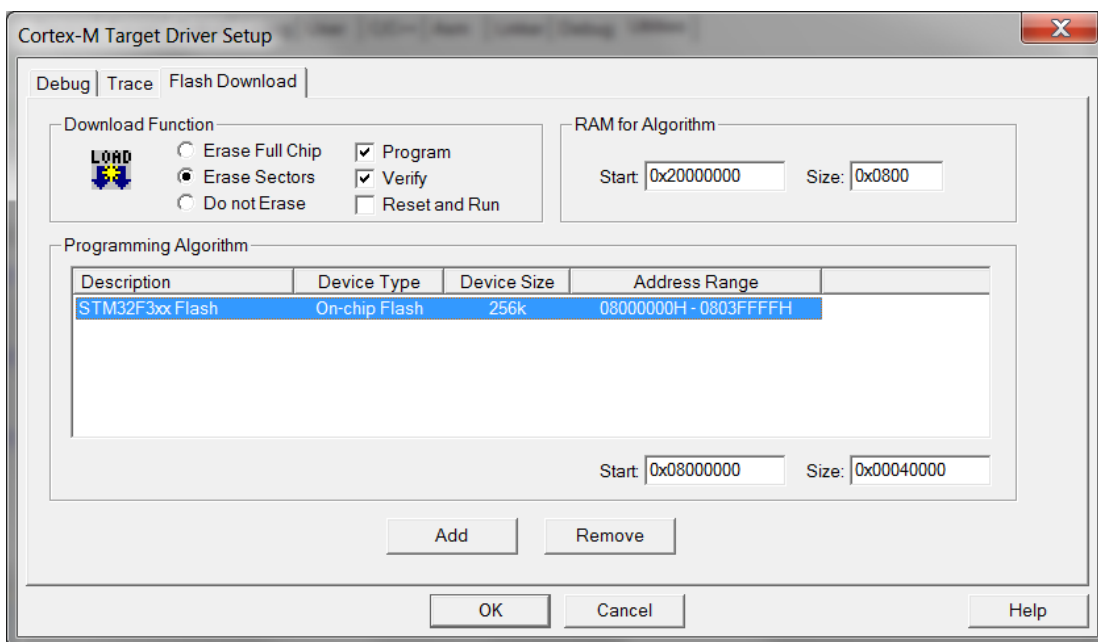 Cortex-M Target Driver Setup
Debug Trace Flash Download
Download Function
LOAD
Erase Full Chip
Erase Sectors
Do not Erase
Program
Verify
Reset and Run
RAM for Algorithm
Start: 0x20000000 Size: 0x0800
Programming Algorithm
Description Device Type Device Size Address Range
STM32F3xx Flash On-chip Flash 256k 08000000H - 0803FFFFH
Start: 0x08000000 Size: 0x00040000
Add Remove
OK Cancel Help